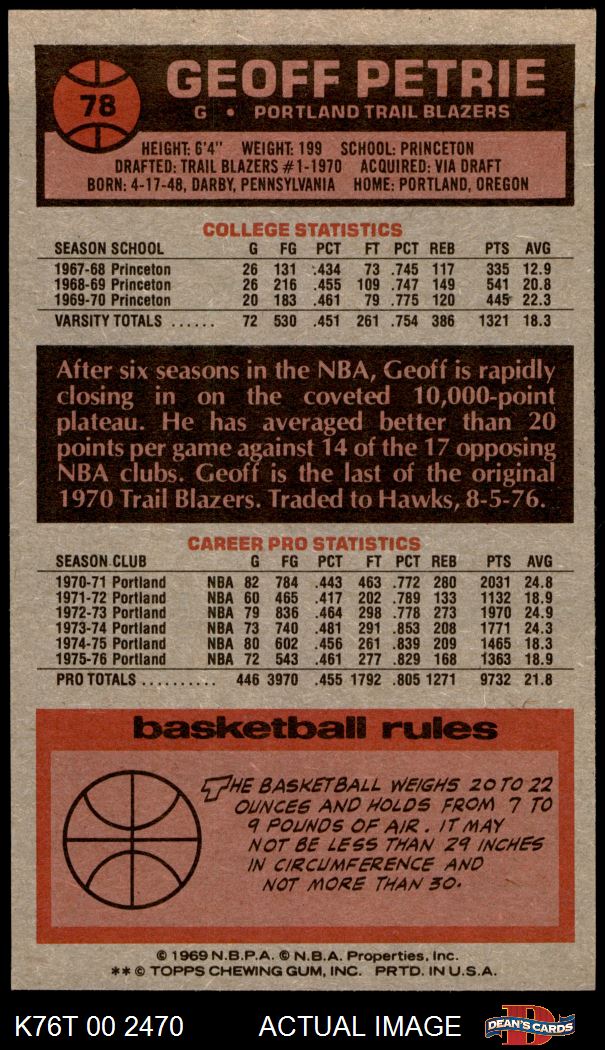 78
GEOFF PETRIE
G • PORTLAND TRAIL BLAZERS
HEIGHT: 6'4" WEIGHT: 199 SCHOOL: PRINCETON
DRAFTED: TRAIL BLAZERS #1-1970 ACQUIRED: VIA DRAFT
BORN: 4-17-48, DARBY, PENNSYLVANIA HOME: PORTLAND, OREGON
COLLEGE STATISTICS
SEASON SCHOOL G FG PCT FT PCT REB PTS AVG
1967-68 Princeton 26 131 .434 73 .745 117 335 12.9
1968-69 Princeton 26 216 .455 109 .747 149 541 20.8
1969-70 Princeton 20 183 .461 79 .775 120 445 22.3
VARSITY TOTALS ...... 72 530 .451 261 .754 386 1321 18.3
After six seasons in the NBA, Geoff is rapidly
closing in on the coveted 10,000-point
plateau. He has averaged better than 20
points per game against 14 of the 17 opposing
NBA clubs. Geoff is the last of the original
1970 Trail Blazers. Traded to Hawks, 8-5-76.
CAREER PRO STATISTICS
SEASON CLUB G FG PCT FT PCT REB PTS AVG
1970-71 Portland NBA 82 784 .443 463 .772 280 2031 24.8
1971-72 Portland NBA 60 465 .417 202 .789 133 1132 18.9
1972-73 Portland NBA 79 836 .464 298 .778 273 1970 24.9
1973-74 Portland NBA 73 740 .481 291 .853 208 1771 24.3
1974-75 Portland NBA 80 602 .456 261 .839 209 1465 18.3
1975-76 Portland NBA 72 543 .461 277 .829 168 1363 18.9
PRO TOTALS .......... 446 3970 .455 1792 .805 1271 9732 21.8
basketball rules
THE BASKETBALL WEIGHS 20 TO 22
OUNCES AND HOLDS FROM 7 TO
9 POUNDS OF AIR. IT MAY
NOT BE LESS THAN 29 INCHES
IN CIRCUMFERENCE AND
NOT MORE THAN 30.
© 1969 N.B.P.A. © N.B.A. Properties, Inc.
** © TOPPS CHEWING GUM, INC. PRTD. IN U.S.A.
K76T 00 2470 ACTUAL IMAGE
D
DEAN'S CARDS